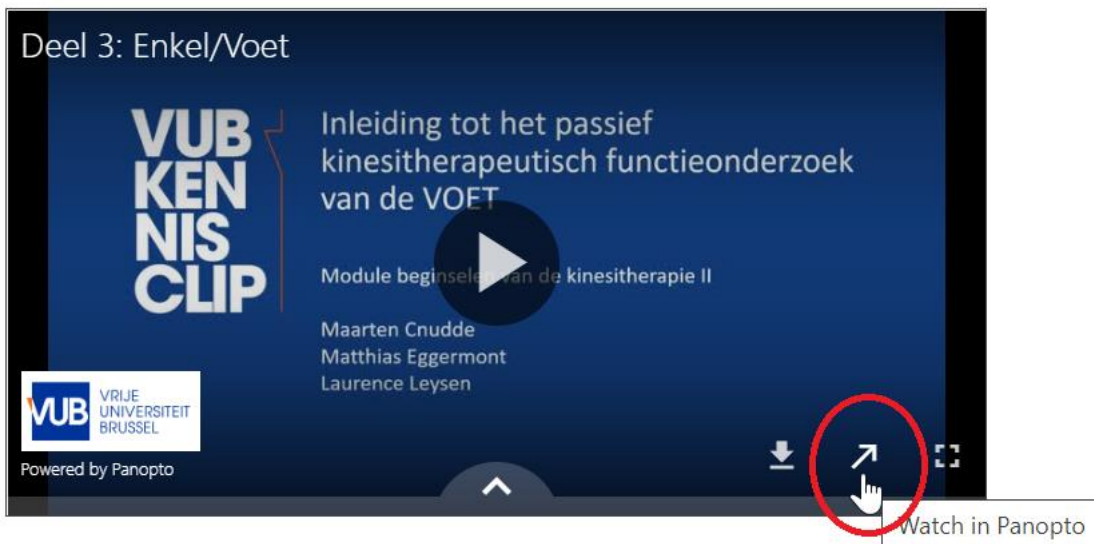 Deel 3: Enkel/Voet
VUB
KEN
NIS
CLIP
Inleiding tot het passief
kinesitherapeutisch functieonderzoek
van de VOET
Module beginselen van de kinesitherapie II
Maarten Cnudde
Matthias Eggermont
Laurence Leysen
VUB
VRIJE
UNIVERSITEIT
BRUSSEL
Powered by Panopto
Watch in Panopto